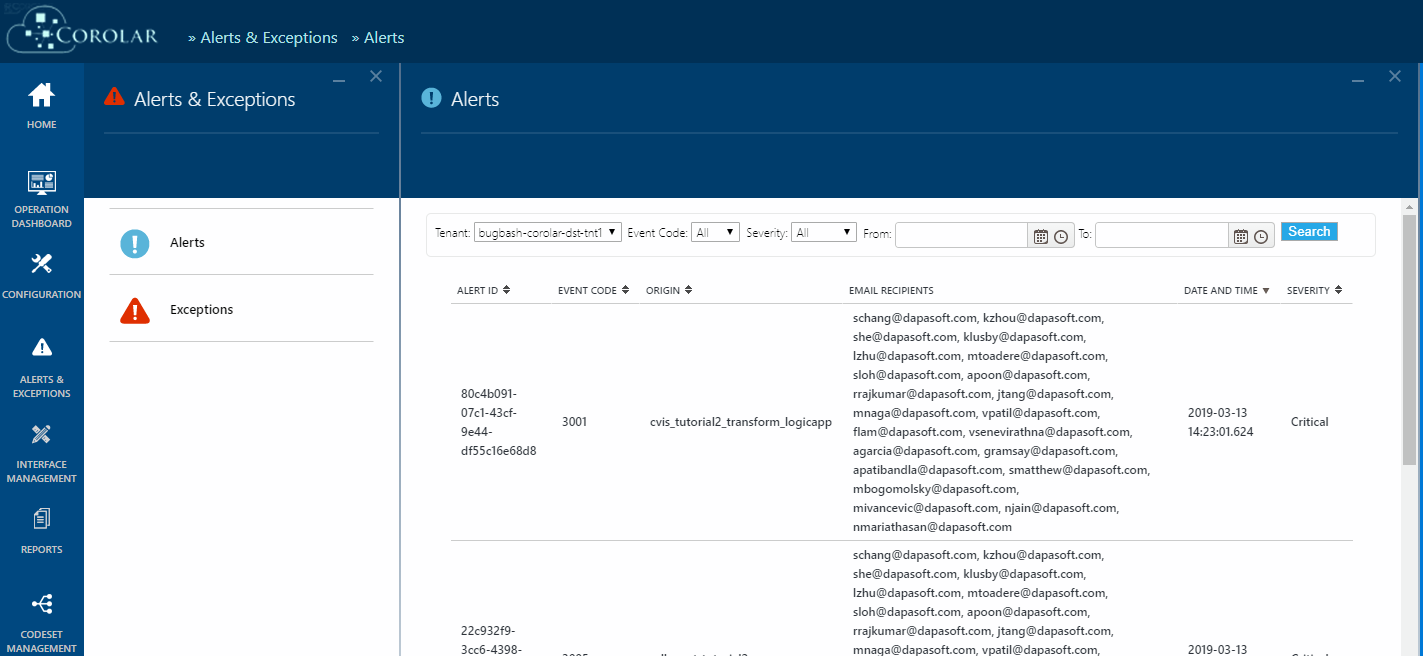 COROLAR
» Alerts & Exceptions » Alerts
HOME
OPERATION
DASHBOARD
CONFIGURATION
ALERTS &
EXCEPTIONS
INTERFACE
MANAGEMENT
REPORTS
CODESET
MANAGEMENT
Alerts & Exceptions
Alerts
Exceptions
Alerts
Tenant: bugbash-corolar-dst-tnt1 Event Code: All Severity: All From: To: Search
ALERT ID EVENT CODE ORIGIN EMAIL RECIPIENTS DATE AND TIME SEVERITY
80c4b091-
07c1-43cf-
9e44-
df55c16e68d8
3001
cvis_tutorial2_transform_logicapp
schang@dapasoft.com, kzhou@dapasoft.com,
she@dapasoft.com, klusby@dapasoft.com,
lzhu@dapasoft.com, mtoadere@dapasoft.com,
sloh@dapasoft.com, apoon@dapasoft.com,
rrajkumar@dapasoft.com, jtang@dapasoft.com,
mnaga@dapasoft.com, vpatil@dapasoft.com,
flam@dapasoft.com, vsenevirathna@dapasoft.com,
agarcia@dapasoft.com, gramsay@dapasoft.com,
apatibandla@dapasoft.com, smatthew@dapasoft.com,
mbogomolsky@dapasoft.com,
mivancevic@dapasoft.com, njain@dapasoft.com,
nmariathasan@dapasoft.com
2019-03-13
14:23:01.624
Critical
22c932f9-
3cc6-4398-
schang@dapasoft.com, kzhou@dapasoft.com,
she@dapasoft.com, klusby@dapasoft.com,
lzhu@dapasoft.com, mtoadere@dapasoft.com,
sloh@dapasoft.com, apoon@dapasoft.com,
rrajkumar@dapasoft.com, jtang@dapasoft.com,
mnaga@dapasoft.com, vpatil@dapasoft.com,
2019-03-13